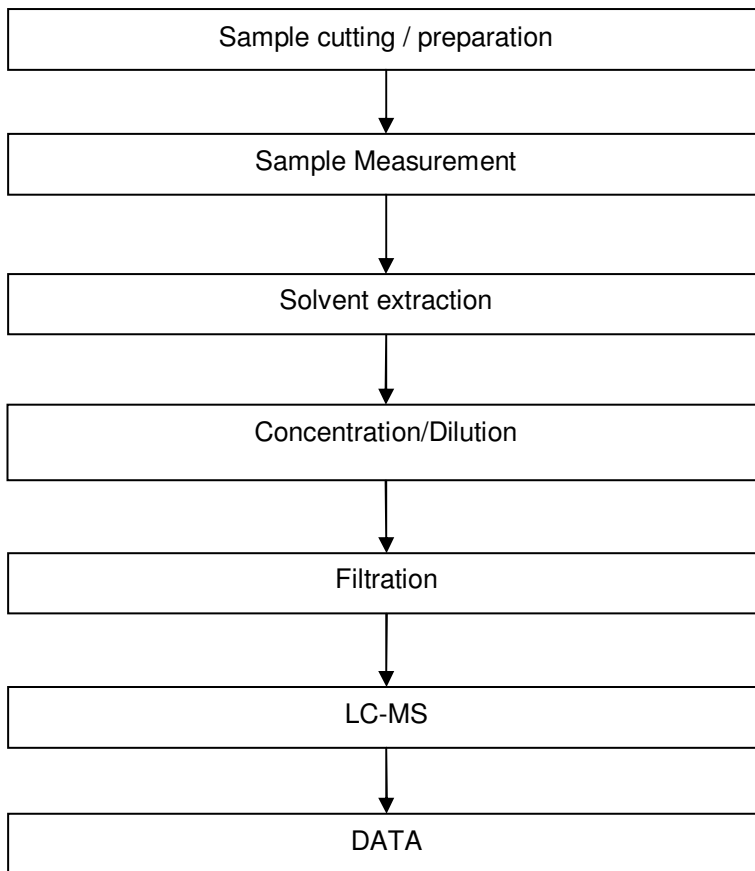 Sample cutting / preparation
Sample Measurement
Solvent extraction
Concentration/Dilution
Filtration
LC-MS
DATA